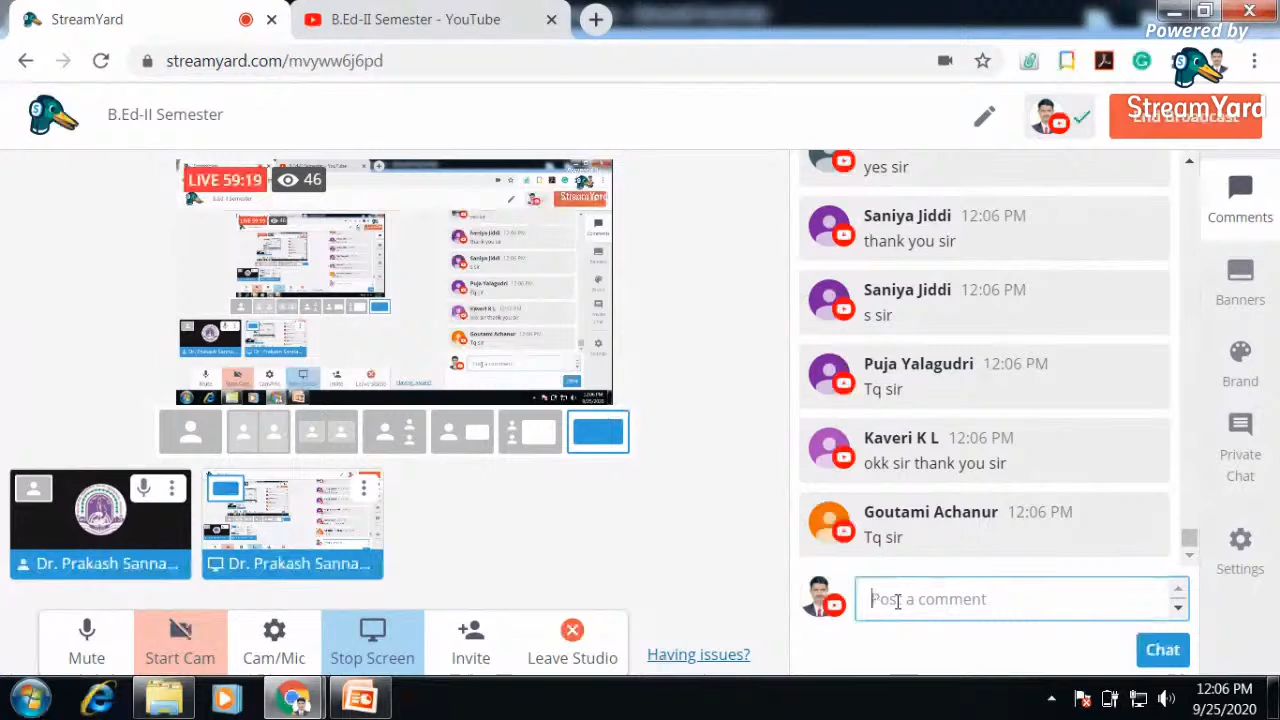 StreamYard
B.Ed-II Semester - YouTube
Powered by
streamyard.com/mvyww6j6pd
B.Ed-II Semester
StreamYard
End Broadcast
LIVE 59:19
46
yes sir
Saniya Jiddi 12:06 PM
thank you sir
Saniya Jiddi 12:06 PM
s sir
Puja Yalagudri 12:06 PM
Tq sir
Kaveri K L 12:06 PM
okk sir thank you sir
Goutami Achanur 12:06 PM
Tq sir
Post a comment
Chat
Comments
Banners
Brand
Private
Chat
Settings
Dr. Prakash Sanna...
Dr. Prakash Sanna...
Mute
Start Cam
Cam/Mic
Stop Screen
Invite
Leave Studio
Having issues?
12:06 PM
9/25/2020